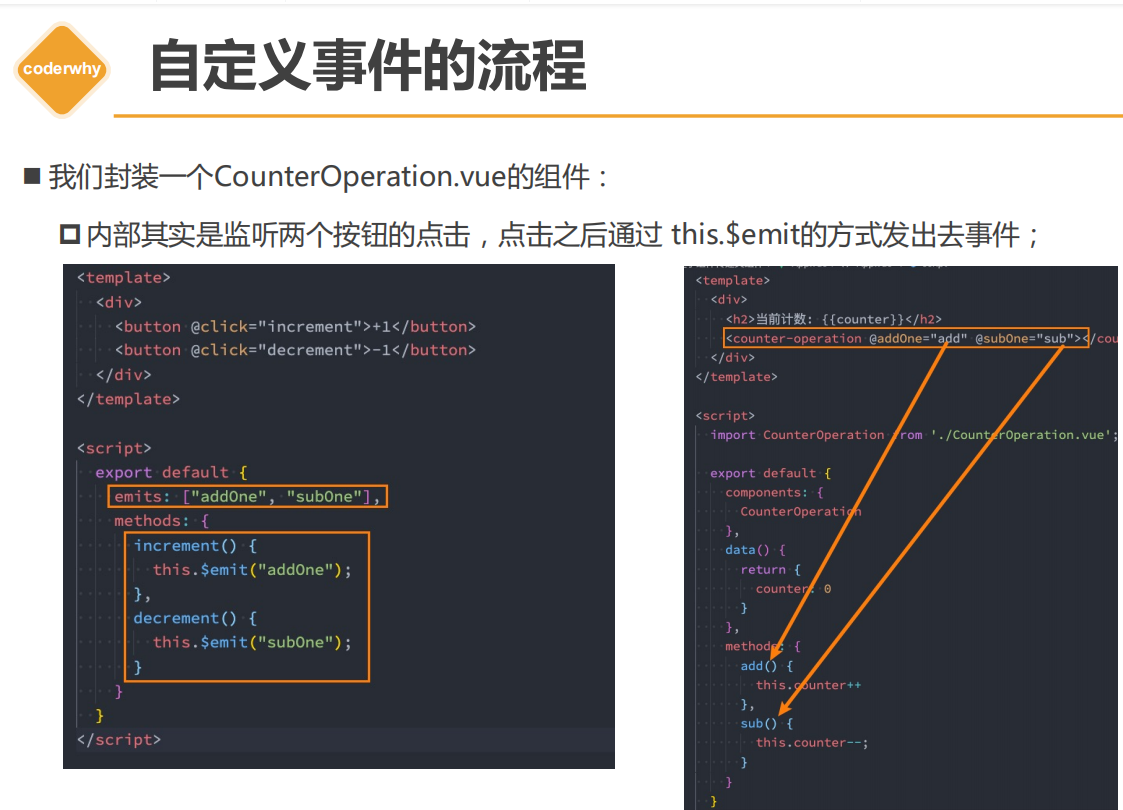 coderwhy
自定义事件的流程
我们封装一个CounterOperation.vue的组件：
内部其实是监听两个按钮的点击，点击之后通过 this.$emit的方式发出去事件；
<template>
<div>
<button @click="increment">+1</button>
<button @click="decrement">-1</button>
</div>
</template>
<script>
export default {
emits: ["addOne", "subOne"],
methods: {
increment() {
this.$emit("addOne");
},
decrement() {
this.$emit("subOne");
}
}
}
</script>
<template>
<div>
<h2>当前计数: {{counter}}</h2>
<counter-operation @addOne="add" @subOne="sub"></cou
</div>
</template>
<script>
import CounterOperation from './CounterOperation.vue';
export default {
components: {
CounterOperation
},
data() {
return {
counter: 0
}
},
methods: {
add() {
this.counter++
},
sub() {
this.counter--;
}
}
}